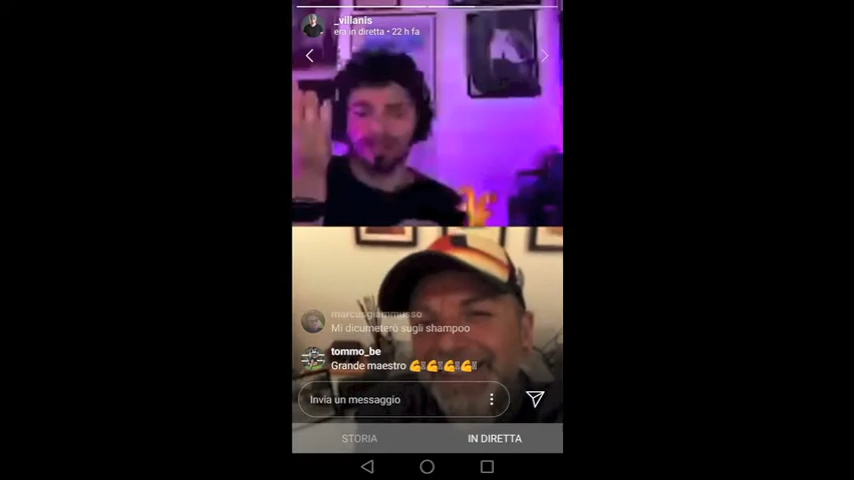 _villanis
era in diretta • 22 h fa
marcusgiammusso
Mi dicumeterò sugli shampoo
tommo_be
Grande maestro 💪💪💪💪
Invia un messaggio
STORIA
IN DIRETTA